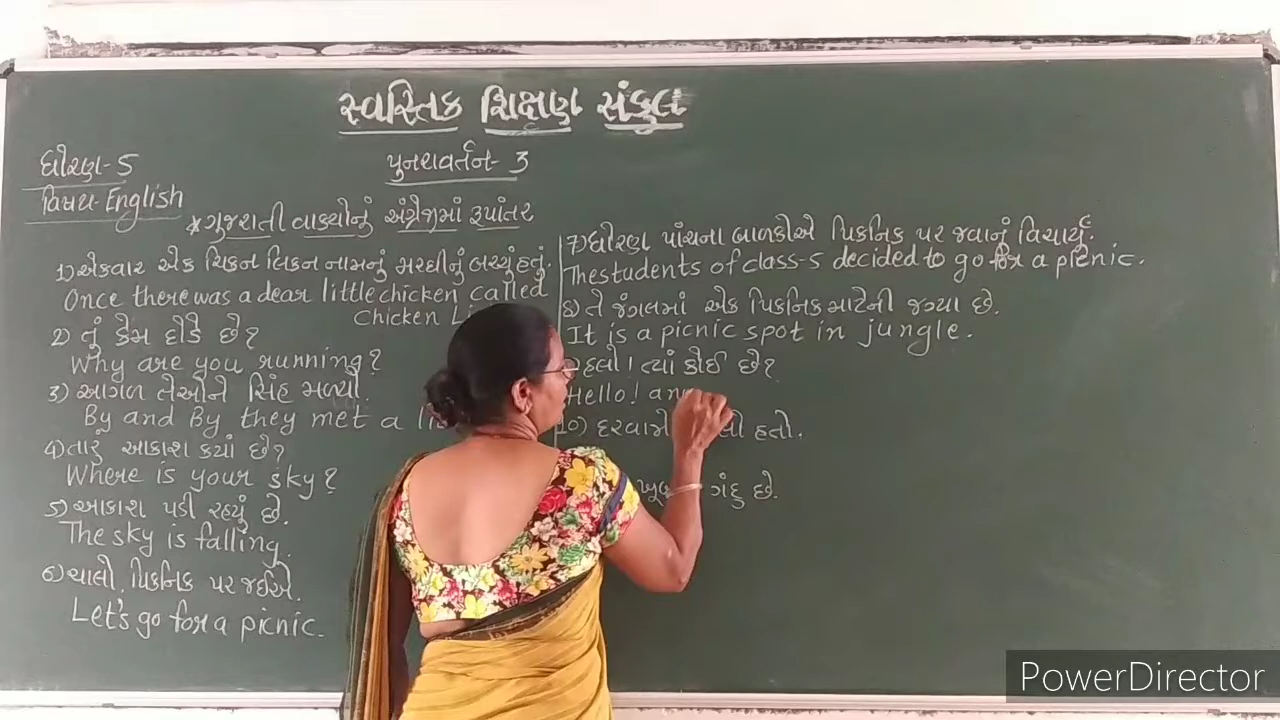 સ્વસ્તિક શિક્ષણ સંકુલ
ધોરણ-5
પુનરાવર્તન-3
વિષય-English
*ગુજરાતી વાક્યોનું અંગ્રેજીમાં રૂપાંતર
1) એકવાર એક ચિકન લિકન નામનું મરઘીનું બચ્ચું હતું.
Once there was a dear little chicken called
Chicken Li
2) તું કેમ દોડે છે?
Why are you running?
3) આગળ તેઓને સિંહ મળ્યો.
By and By they met a li
4) તારુ આકાશ કયાં છે?
Where is your sky?
5) આકાશ પડી રહ્યું છે.
The sky is falling.
6) ચાલો, પિકનિક પર જઈએ.
Let's go for a picnic.
7) ધોરણ પાંચના બાળકોએ પિકનિક પર જવાનું વિચાર્યું.
The students of class-5 decided to go for a picnic.
8) તે જંગલમાં એક પિકનિક માટેની જગ્યા છે.
It is a picnic spot in jungle.
હલો! ત્યાં કોઈ છે?
Hello! an
10) હતો.
ગંદુ છે.
PowerDirector